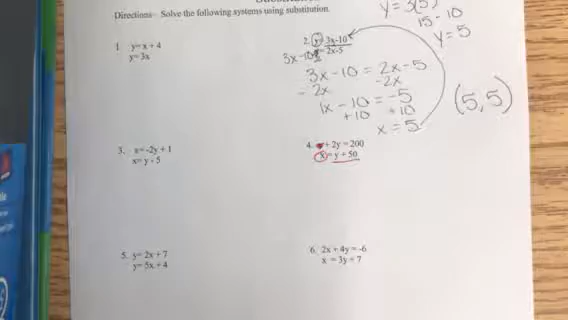 Directions- Solve the following systems using substitution.
y=3(5)
15-10
y=5
1. y= x + 4
y= 3x
2. y= 3x-10
=2x-5
3x-10
3x-10 = 2x-5
-2x -2x
1x - 10 = -5
+10 +10
x = 5
(5,5)
3. x= -2y + 1
x= y - 5
4. + 2y = 200
x = y + 50
5. y= 2x + 7
y= 5x + 4
6. 2x + 4y = -6
x = 3y + 7